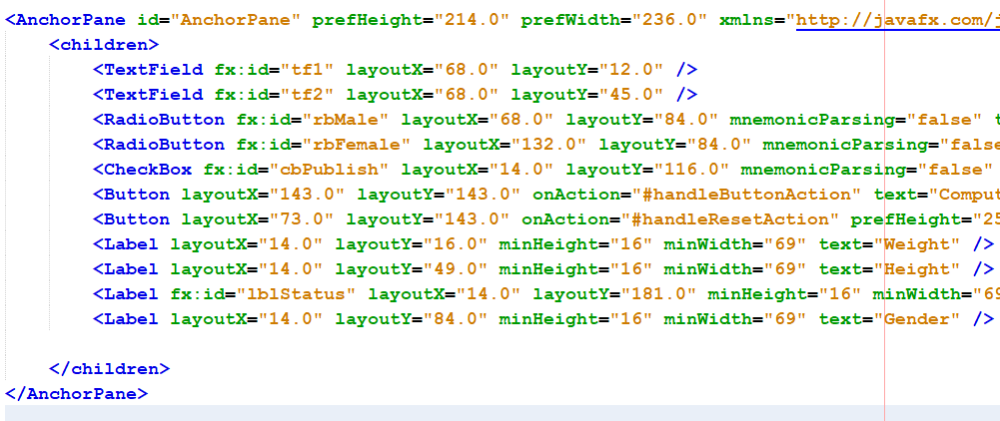 <AnchorPane id="AnchorPane" prefHeight="214.0" prefWidth="236.0" xmlns="http://javafx.com/j
<children>
<TextField fx:id="tf1" layoutX="68.0" layoutY="12.0" />
<TextField fx:id="tf2" layoutX="68.0" layoutY="45.0" />
<RadioButton fx:id="rbMale" layoutX="68.0" layoutY="84.0" mnemonicParsing="false" t
<RadioButton fx:id="rbFemale" layoutX="132.0" layoutY="84.0" mnemonicParsing="false
<CheckBox fx:id="cbPublish" layoutX="14.0" layoutY="116.0" mnemonicParsing="false"
<Button layoutX="143.0" layoutY="143.0" onAction="#handleButtonAction" text="Comput
<Button layoutX="73.0" layoutY="143.0" onAction="#handleResetAction" prefHeight="25
<Label layoutX="14.0" layoutY="16.0" minHeight="16" minWidth="69" text="Weight" />
<Label layoutX="14.0" layoutY="49.0" minHeight="16" minWidth="69" text="Height" />
<Label fx:id="lblStatus" layoutX="14.0" layoutY="181.0" minHeight="16" minWidth="69
<Label layoutX="14.0" layoutY="84.0" minHeight="16" minWidth="69" text="Gender" />
</children>
</AnchorPane>